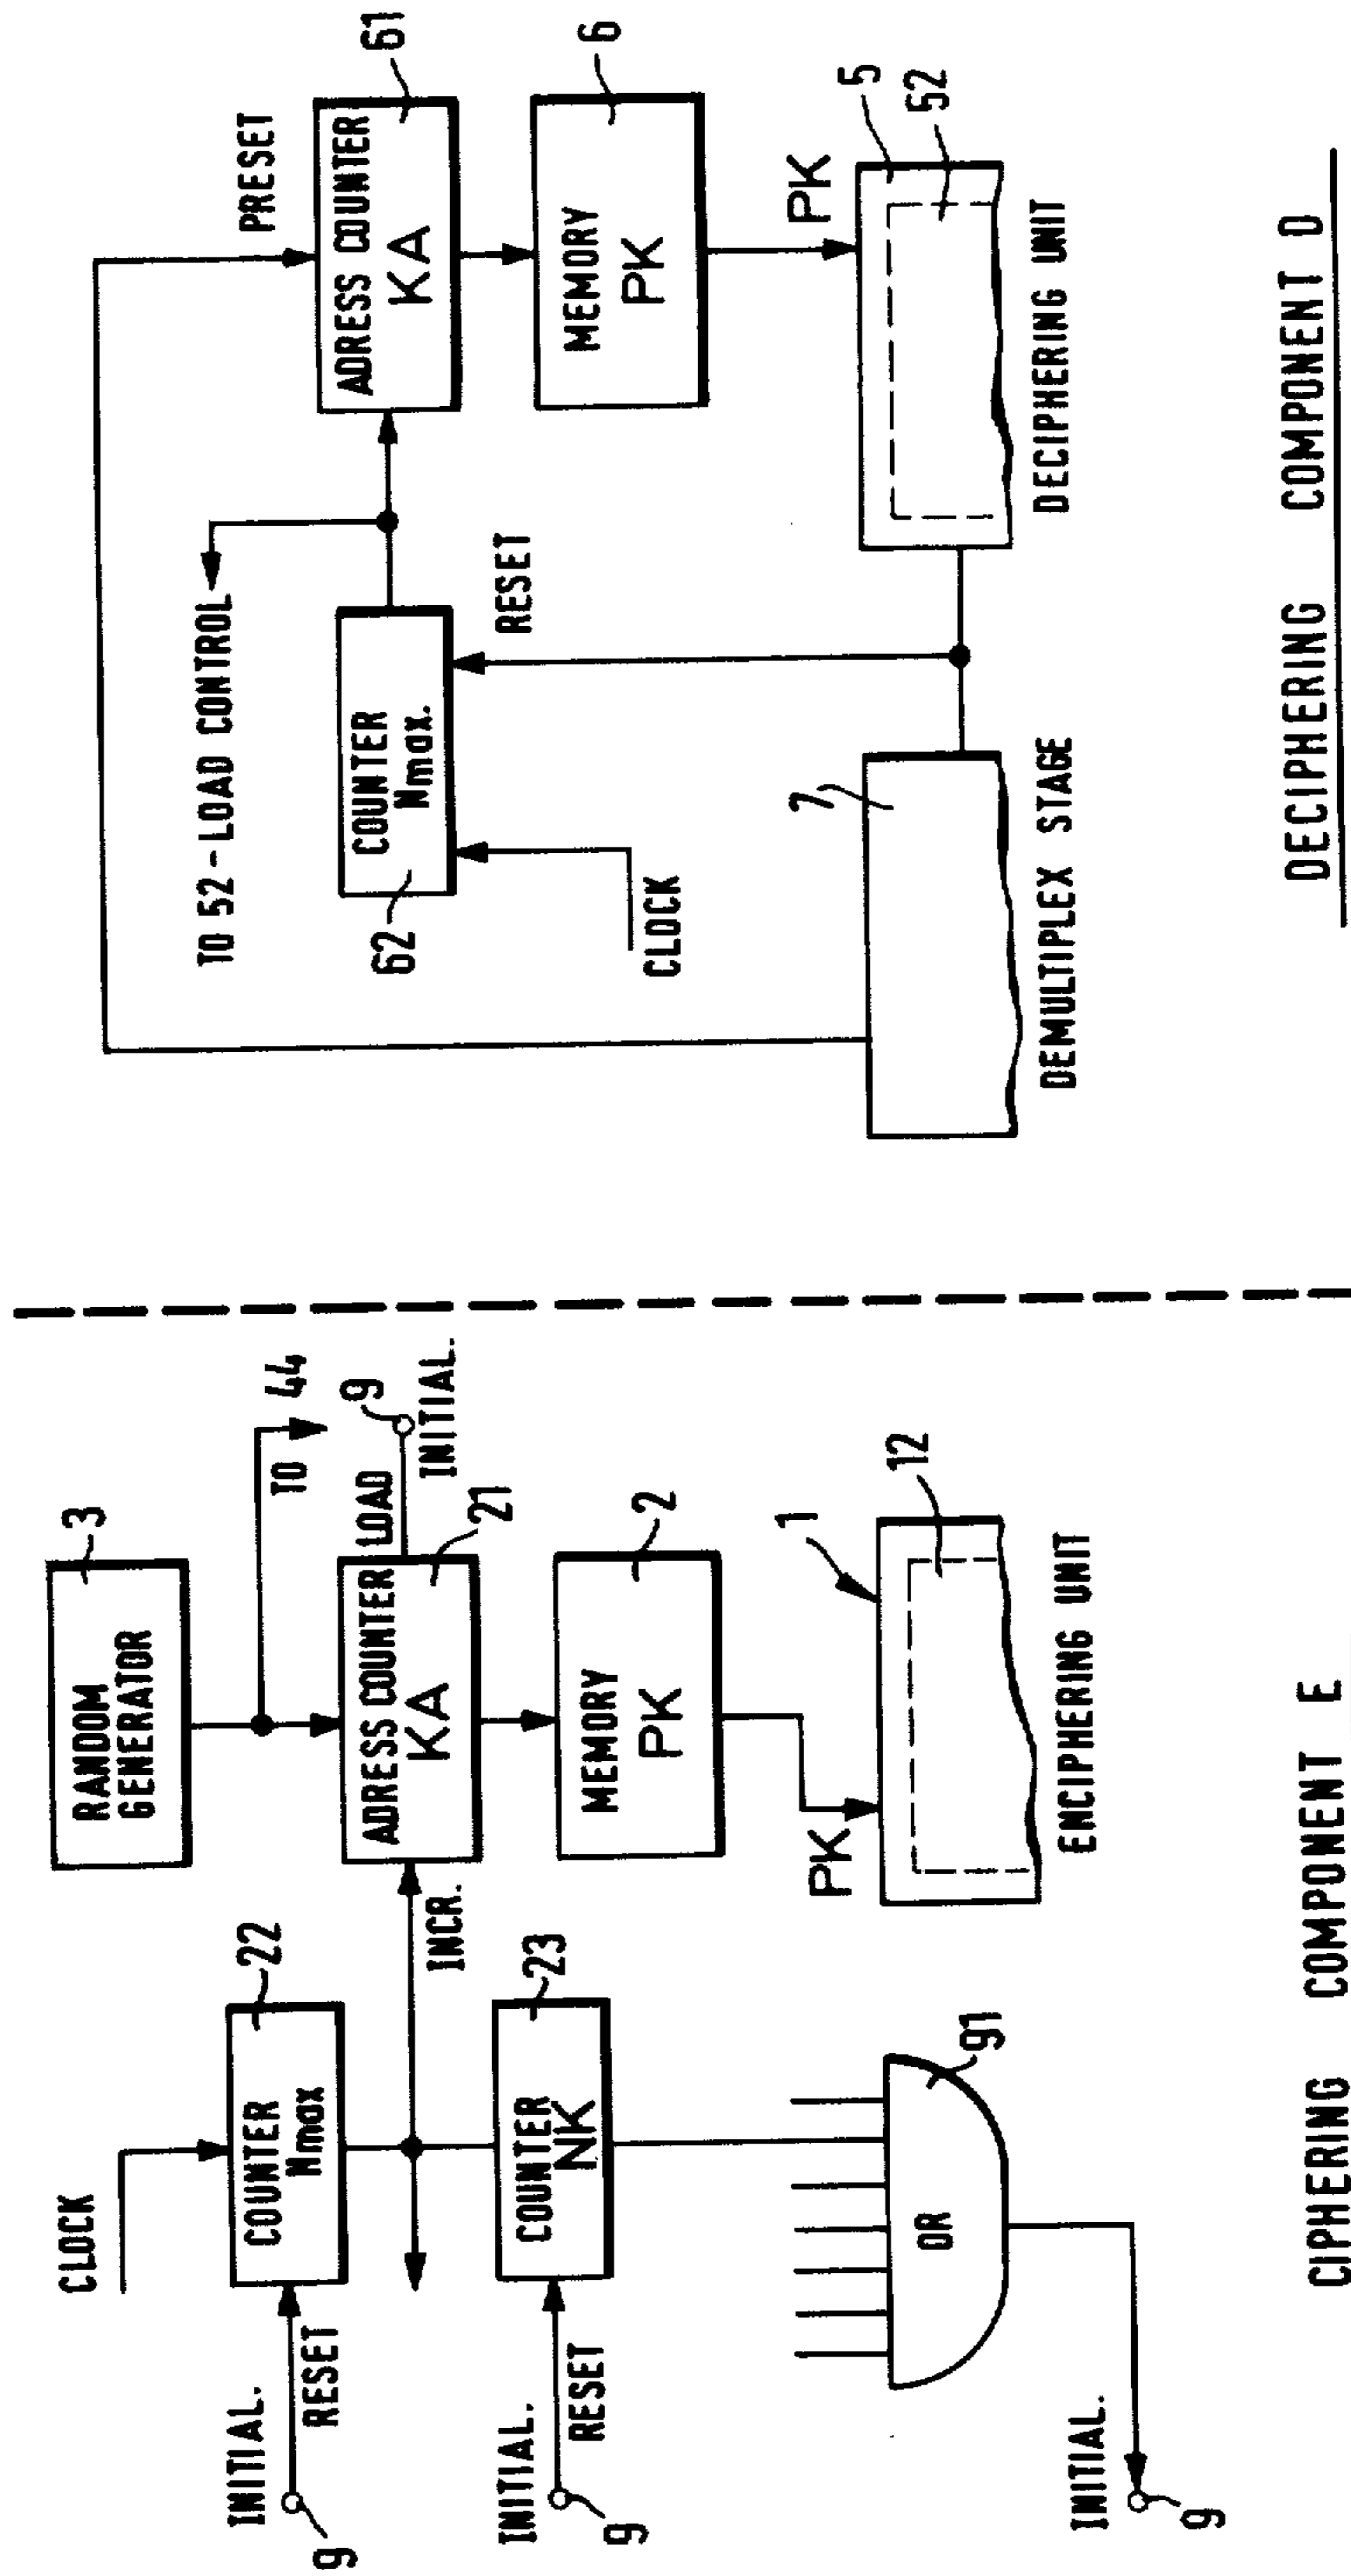 CLOCK
INITIAL.
9
RESET
COUNTER
Nmax
22
INITIAL.
9
RESET
COUNTER
NK
23
INCR.
RANDOM
GENERATOR
3
TO 44
ADRESS COUNTER
KA
LOAD
9
INITIAL.
21
MEMORY
PK
2
PK
1
12
ENCIPHERING UNIT
OR
91
INITIAL.
9
CIPHERING COMPONENT E
TO 52-LOAD CONTROL
COUNTER
Nmax.
62
CLOCK
RESET
PRESET
ADRESS COUNTER
KA
61
MEMORY
PK
6
PK
5
52
DECIPHERING UNIT
7
DEMULTIPLEX STAGE
DECIPHERING COMPONENT D